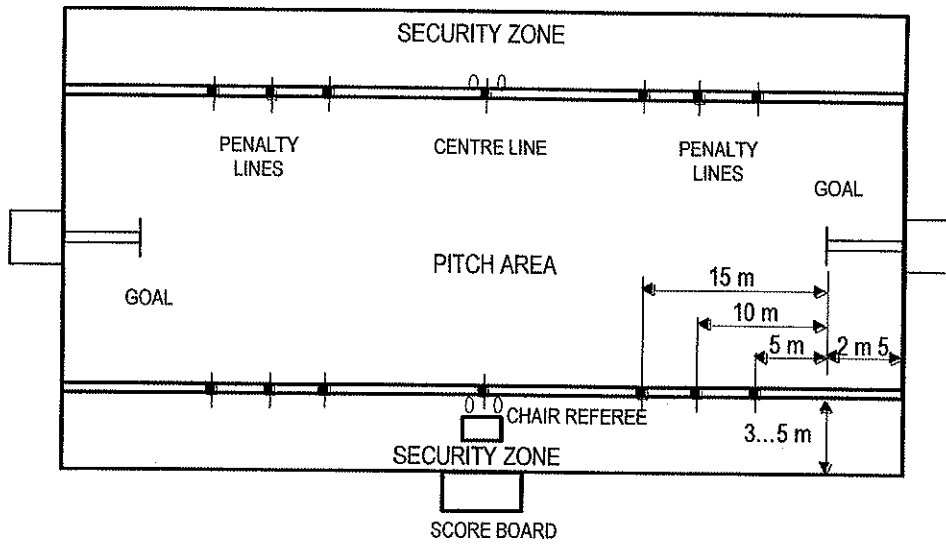 SECURITY ZONE
PENALTY
LINES
CENTRE LINE
PENALTY
LINES
GOAL
PITCH AREA
GOAL
15 m
10 m
5 m
2 m 5
CHAIR REFEREE
3...5 m
SECURITY ZONE
SCORE BOARD